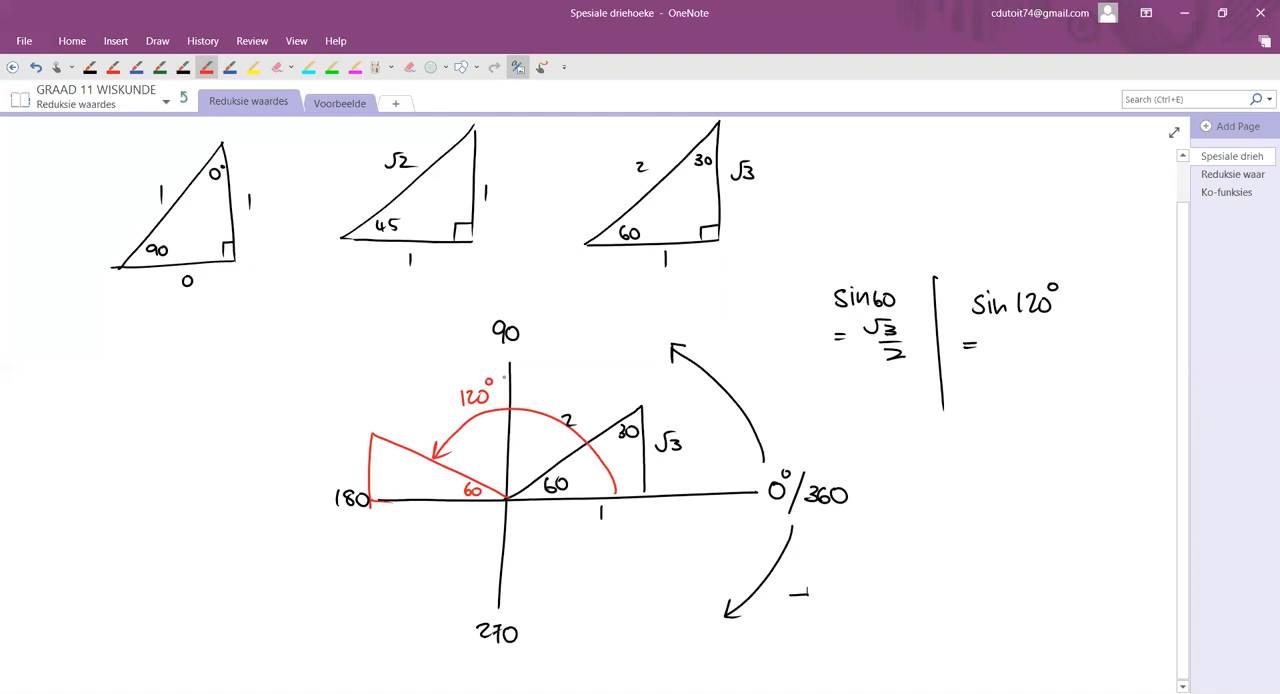 Spesiale driehoeke - OneNote
cdutoit74@gmail.com
File Home Insert Draw History Review View Help
GRAAD 11 WISKUNDE
Reduksie waardes
Reduksie waardes
Voorbeelde
+
Search (Ctrl+E)
Add Page
Spesiale drieh
Reduksie waar
Ko-funksies
0°
1
1
90
0
√2
1
45
1
2
30
√3
60
1
sin60
= √3/2
sin 120°
=
90
120°
2
30
√3
60
60
180
0°/360
1
270